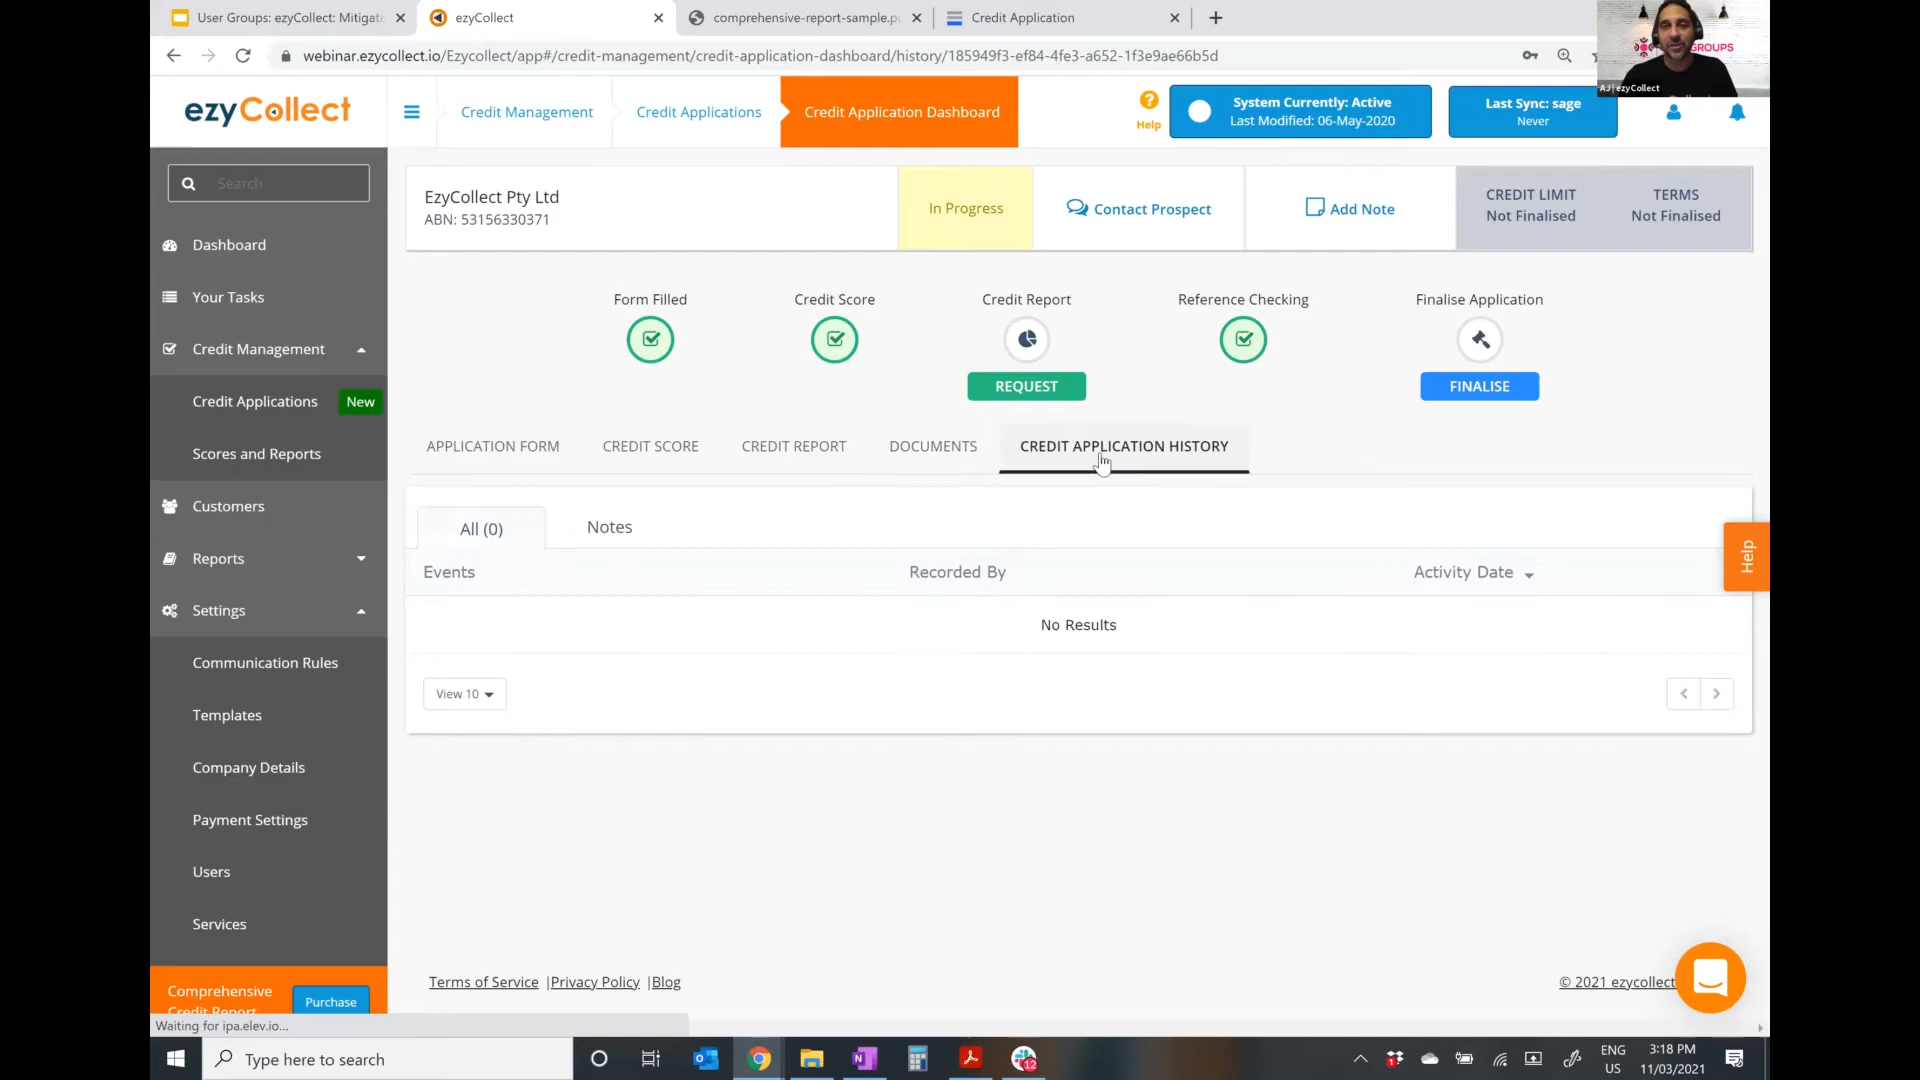 User Groups: ezyCollect: Mitigate
ezyCollect
comprehensive-report-sample.p
Credit Application
webinar.ezycollect.io/Ezycollect/app#/credit-management/credit-application-dashboard/history/185949f3-ef84-4fe3-a652-1f3e9ae66b5d
GROUPS
AJ | ezyCollect
ezyCollect
Credit Management
Credit Applications
Credit Application Dashboard
Help
System Currently: Active
Last Modified: 06-May-2020
Last Sync: sage
Never
Search
Dashboard
Your Tasks
Credit Management
Credit Applications
New
Scores and Reports
Customers
Reports
Settings
Communication Rules
Templates
Company Details
Payment Settings
Users
Services
Comprehensive
Credit Report
Purchase
EzyCollect Pty Ltd
ABN: 53156330371
In Progress
Contact Prospect
Add Note
CREDIT LIMIT
Not Finalised
TERMS
Not Finalised
Form Filled
Credit Score
Credit Report
Reference Checking
Finalise Application
REQUEST
FINALISE
APPLICATION FORM
CREDIT SCORE
CREDIT REPORT
DOCUMENTS
CREDIT APPLICATION HISTORY
All (0)
Notes
Events
Recorded By
Activity Date
No Results
View 10
Help
Terms of Service |Privacy Policy |Blog
© 2021 ezycollect
Waiting for ipa.elev.io...
Type here to search
12
ENG
US
3:18 PM
11/03/2021